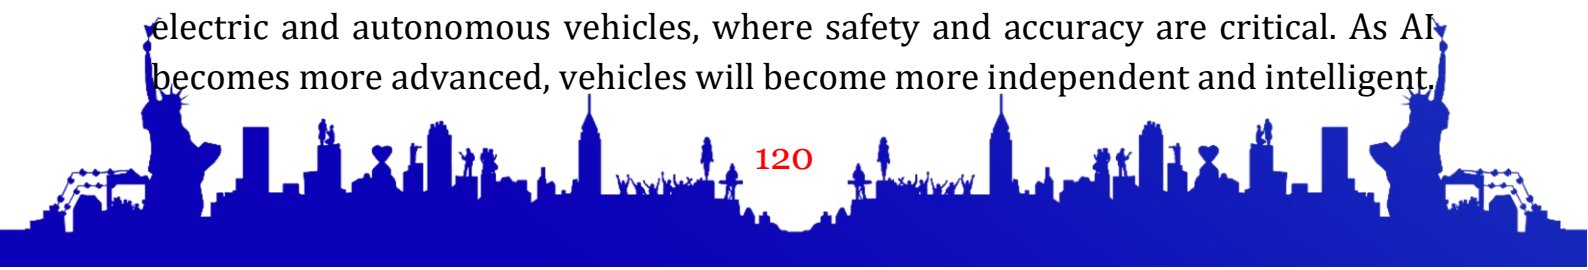 electric and autonomous vehicles, where safety and accuracy are critical. As AI
becomes more advanced, vehicles will become more independent and intelligent.
120